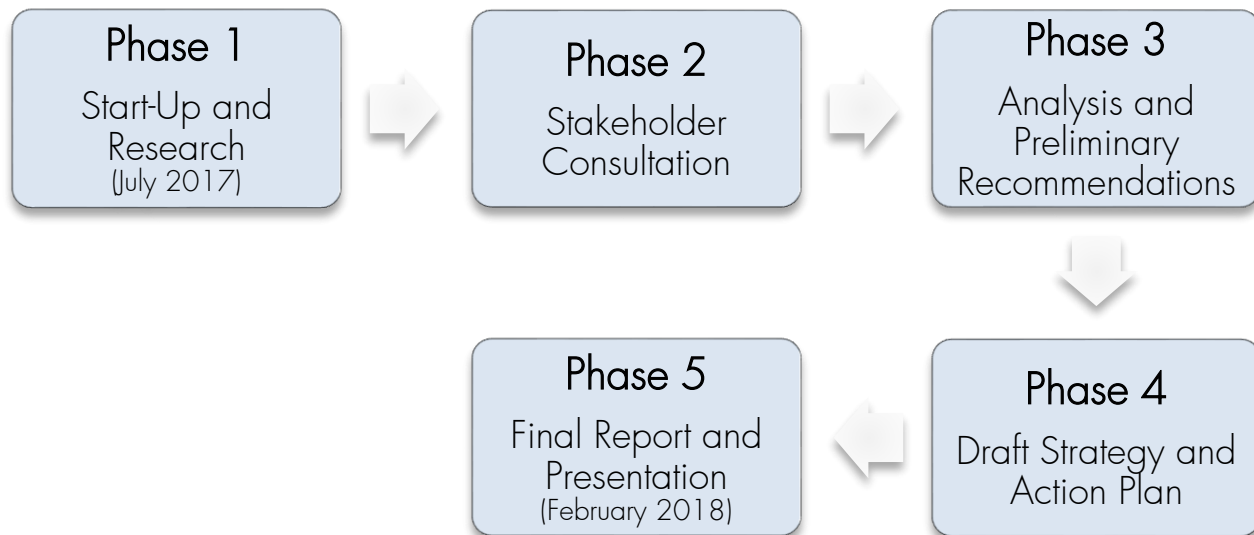 Phase 1
Start-Up and
Research
(July 2017)
Phase 2
Stakeholder
Consultation
Phase 3
Analysis and
Preliminary
Recommendations
Phase 4
Draft Strategy and
Action Plan
Phase 5
Final Report and
Presentation
(February 2018)